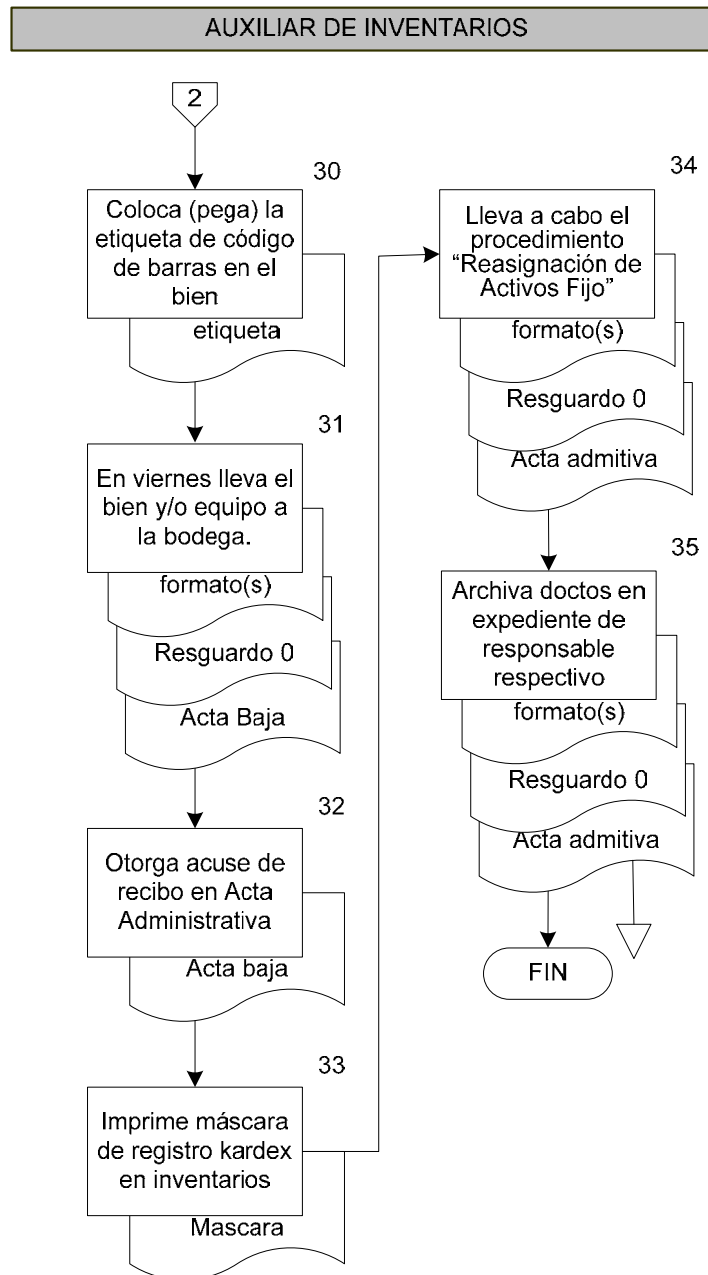 AUXILIAR DE INVENTARIOS
2
30
Coloca (pega) la
etiqueta de código
de barras en el
bien
etiqueta
31
En viernes lleva el
bien y/o equipo a
la bodega.
formato(s)
Resguardo 0
Acta Baja
32
Otorga acuse de
recibo en Acta
Administrativa
Acta baja
33
Imprime máscara
de registro kardex
en inventarios
Mascara
34
Lleva a cabo el
procedimiento
“Reasignación de
Activos Fijo”
formato(s)
Resguardo 0
Acta admitiva
35
Archiva doctos en
expediente de
responsable
respectivo
formato(s)
Resguardo 0
Acta admitiva
FIN